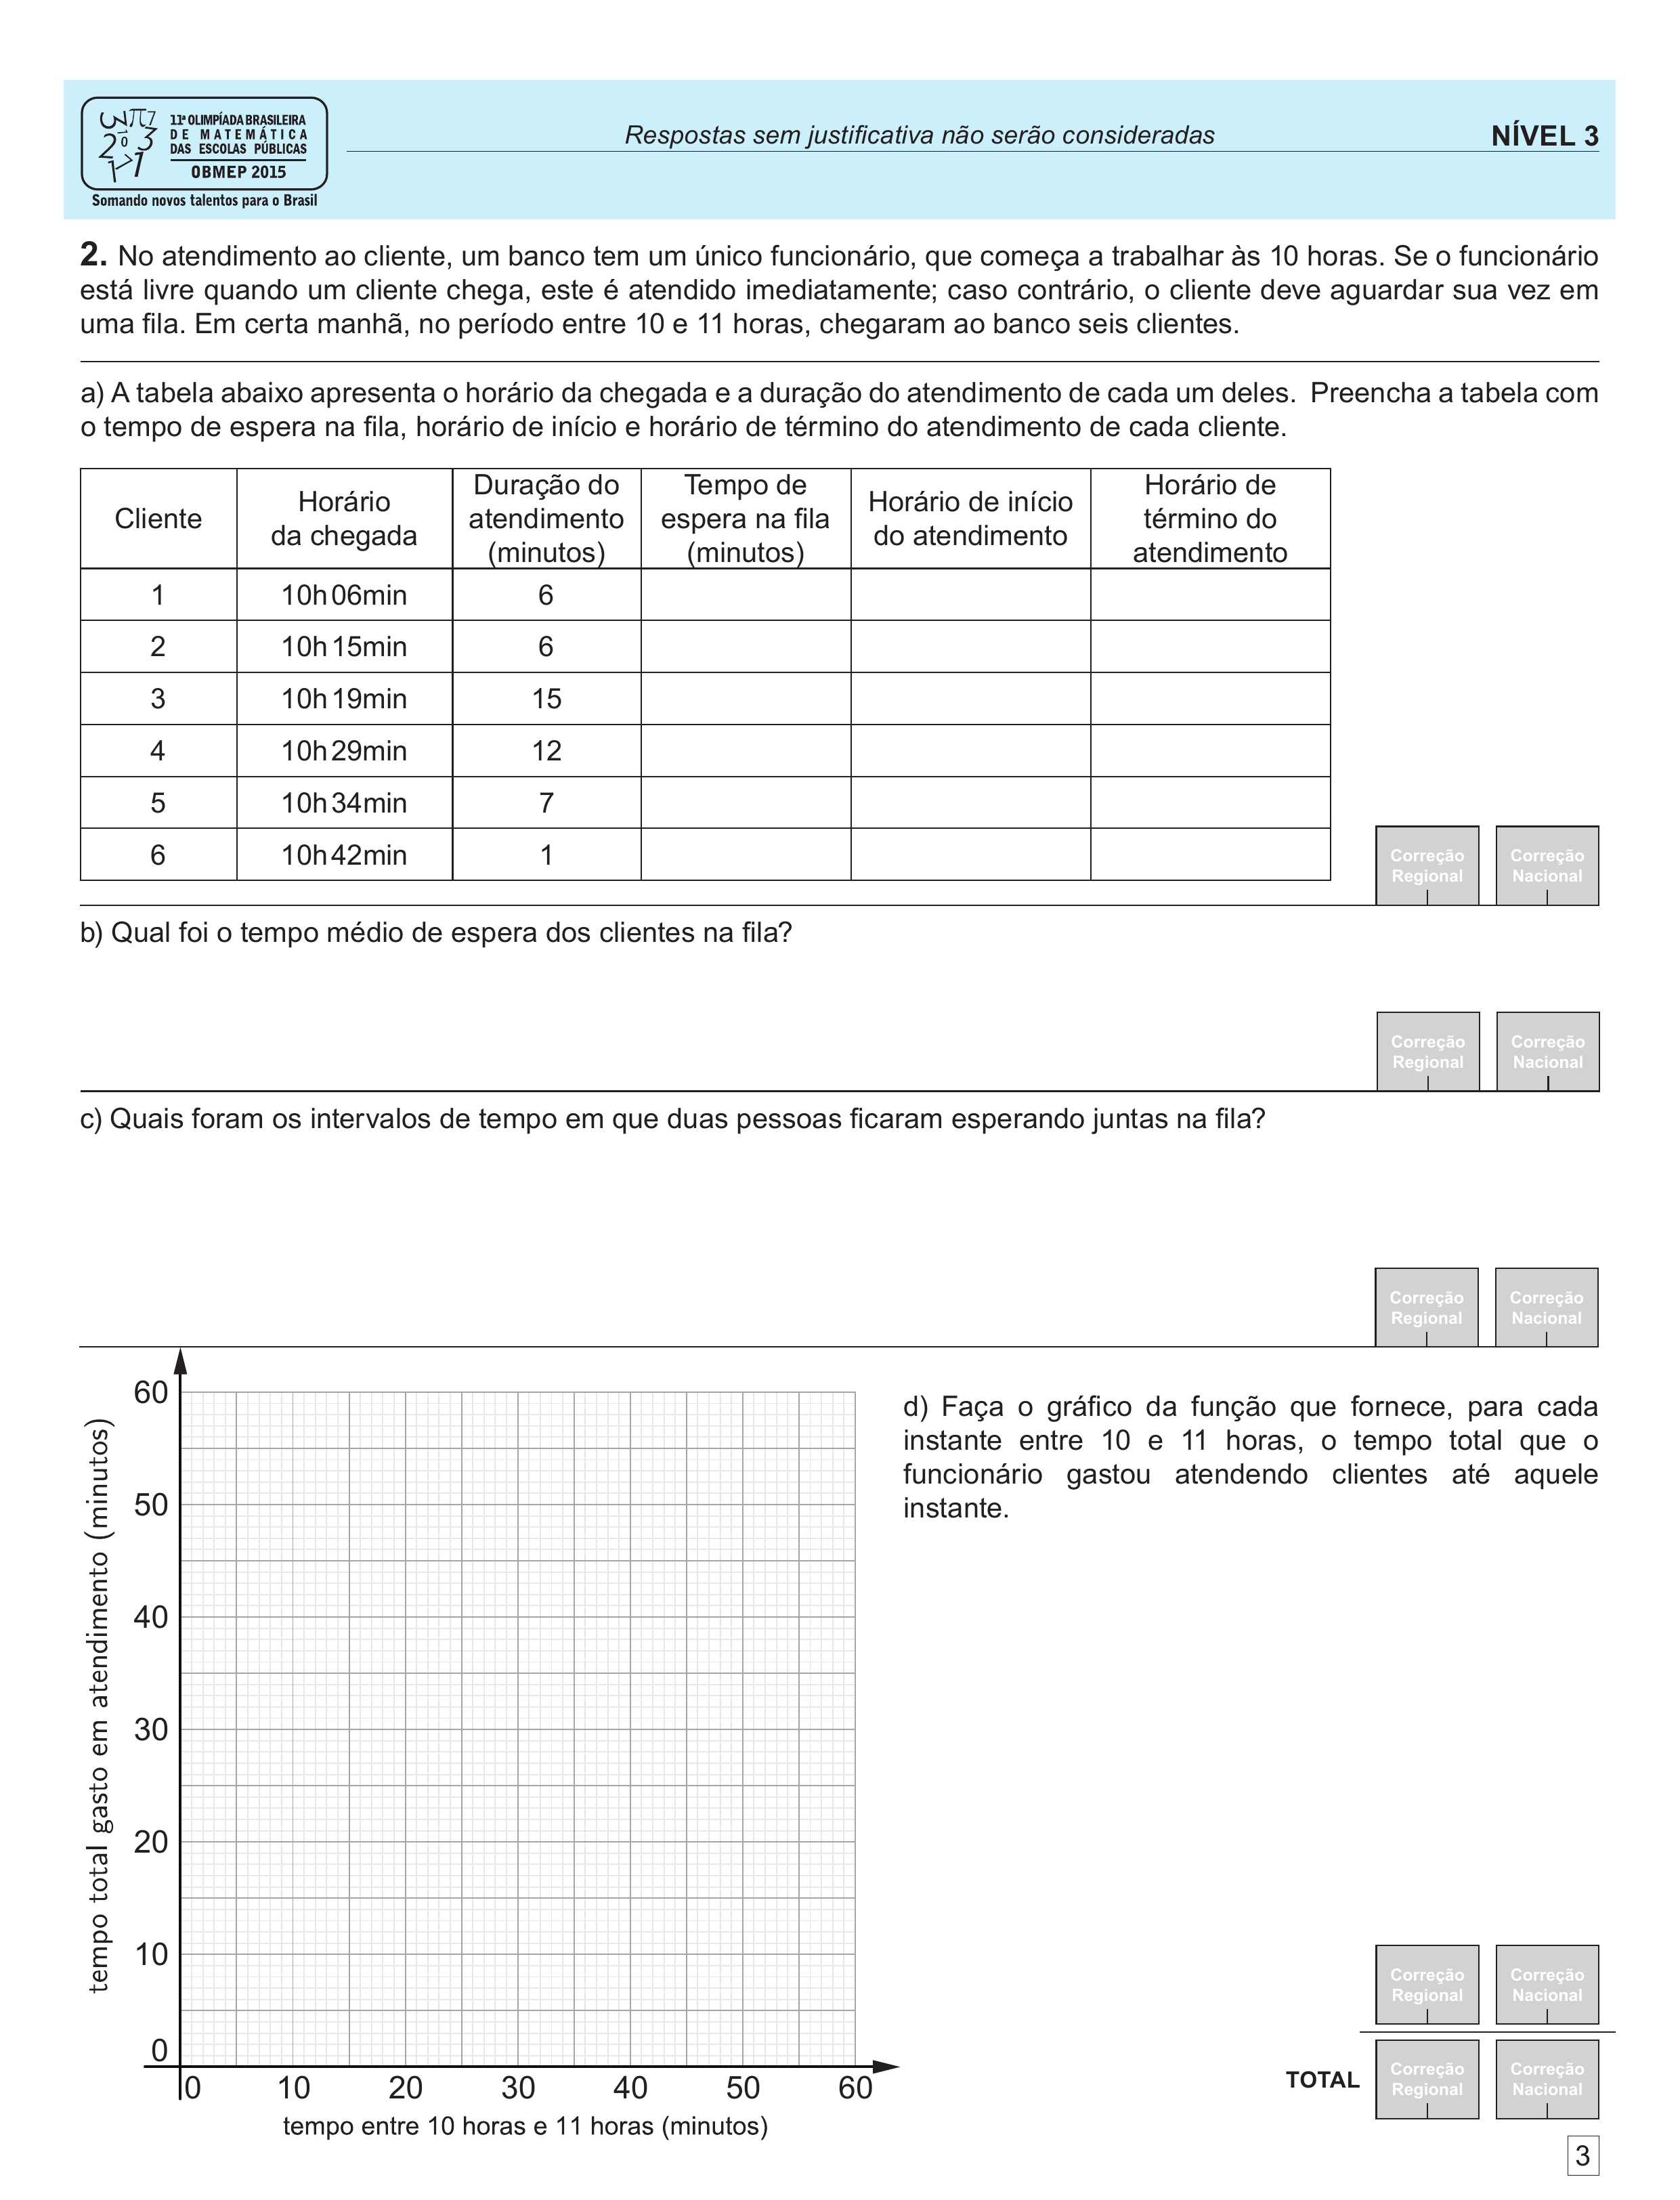 11ª OLIMPÍADA BRASILEIRA
DE MATEMÁTICA
DAS ESCOLAS PÚBLICAS
OBMEP 2015
Somando novos talentos para o Brasil
Respostas sem justificativa não serão consideradas
NÍVEL 3
2. No atendimento ao cliente, um banco tem um único funcionário, que começa a trabalhar às 10 horas. Se o funcionário
está livre quando um cliente chega, este é atendido imediatamente; caso contrário, o cliente deve aguardar sua vez em
uma fila. Em certa manhã, no período entre 10 e 11 horas, chegaram ao banco seis clientes.
a) A tabela abaixo apresenta o horário da chegada e a duração do atendimento de cada um deles. Preencha a tabela com
o tempo de espera na fila, horário de início e horário de término do atendimento de cada cliente.
Cliente
Horário
da chegada
Duração do
atendimento
(minutos)
Tempo de
espera na fila
(minutos)
Horário de início
do atendimento
Horário de
término do
atendimento
1 10h06min 6
2 10h15min 6
3 10h19min 15
4 10h29min 12
5 10h34min 7
6 10h42min 1
Correção
Regional
Correção
Nacional
b) Qual foi o tempo médio de espera dos clientes na fila?
Correção
Regional
Correção
Nacional
c) Quais foram os intervalos de tempo em que duas pessoas ficaram esperando juntas na fila?
Correção
Regional
Correção
Nacional
d) Faça o gráfico da função que fornece, para cada
instante entre 10 e 11 horas, o tempo total que o
funcionário gastou atendendo clientes até aquele
instante.
tempo total gasto em atendimento (minutos)
60
50
40
30
20
10
0
0 10 20 30 40 50 60
tempo entre 10 horas e 11 horas (minutos)
Correção
Regional
Correção
Nacional
TOTAL
Correção
Regional
Correção
Nacional
3